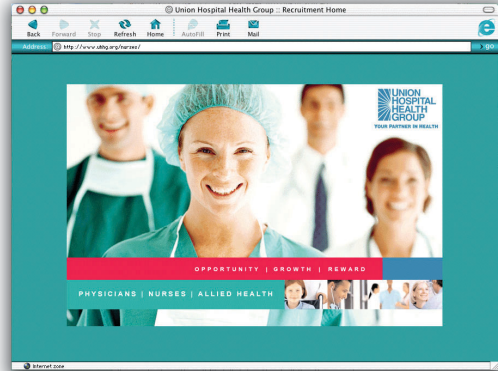 Union Hospital Health Group :: Recruitment Home
Back Forward Stop Refresh Home AutoFill Print Mail
Address http://www.uhhg.org/nurses/ go
UNION
HOSPITAL
HEALTH
GROUP
YOUR PARTNER IN HEALTH
OPPORTUNITY | GROWTH | REWARD
PHYSICIANS | NURSES | ALLIED HEALTH
Internet zone